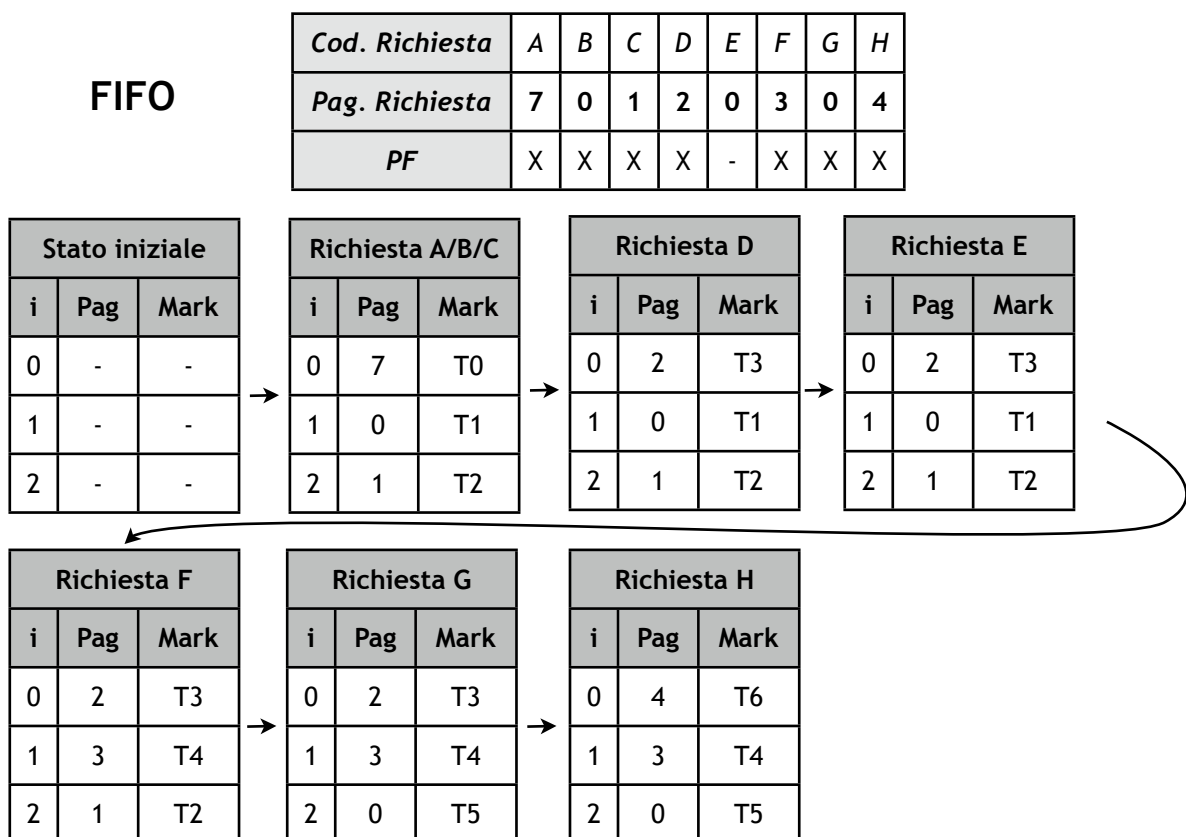 FIFO
Cod. Richiesta A B C D E F G H
Pag. Richiesta 7 0 1 2 0 3 0 4
PF X X X X - X X X
Stato iniziale
i Pag Mark
0 - -
1 - -
2 - -
Richiesta A/B/C
i Pag Mark
0 7 T0
1 0 T1
2 1 T2
Richiesta D
i Pag Mark
0 2 T3
1 0 T1
2 1 T2
Richiesta E
i Pag Mark
0 2 T3
1 0 T1
2 1 T2
Richiesta F
i Pag Mark
0 2 T3
1 3 T4
2 1 T2
Richiesta G
i Pag Mark
0 2 T3
1 3 T4
2 0 T5
Richiesta H
i Pag Mark
0 4 T6
1 3 T4
2 0 T5